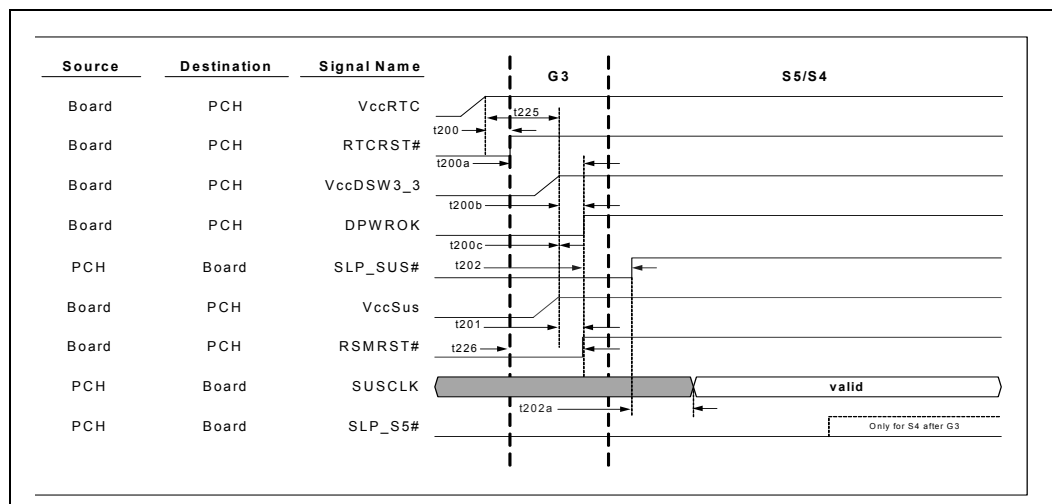 Source Destination Signal Name G3 S5/S4
Board PCH VccRTC
t225
t200
Board PCH RTCRST#
t200a
Board PCH VccDSW3_3
t200b
Board PCH DPWROK
t200c
PCH Board SLP_SUS#
t202
Board PCH VccSus
t201
Board PCH RSMRST#
t226
PCH Board SUSCLK valid
t202a
PCH Board SLP_S5# Only for S4 after G3